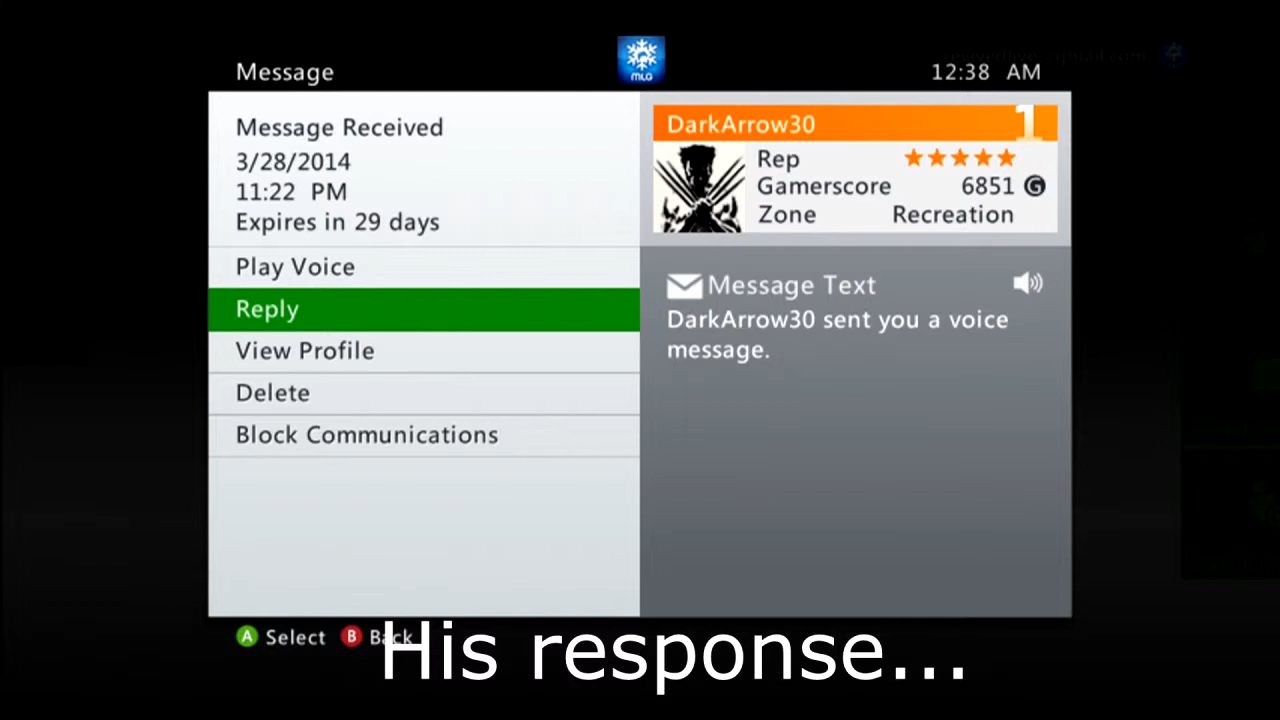 Message
MLG
12:38 AM
Message Received
3/28/2014
11:22 PM
Expires in 29 days
Play Voice
Reply
View Profile
Delete
Block Communications
DarkArrow30
1
Rep
Gamerscore 6851 G
Zone Recreation
Message Text
DarkArrow30 sent you a voice
message.
A Select B Back
His response...